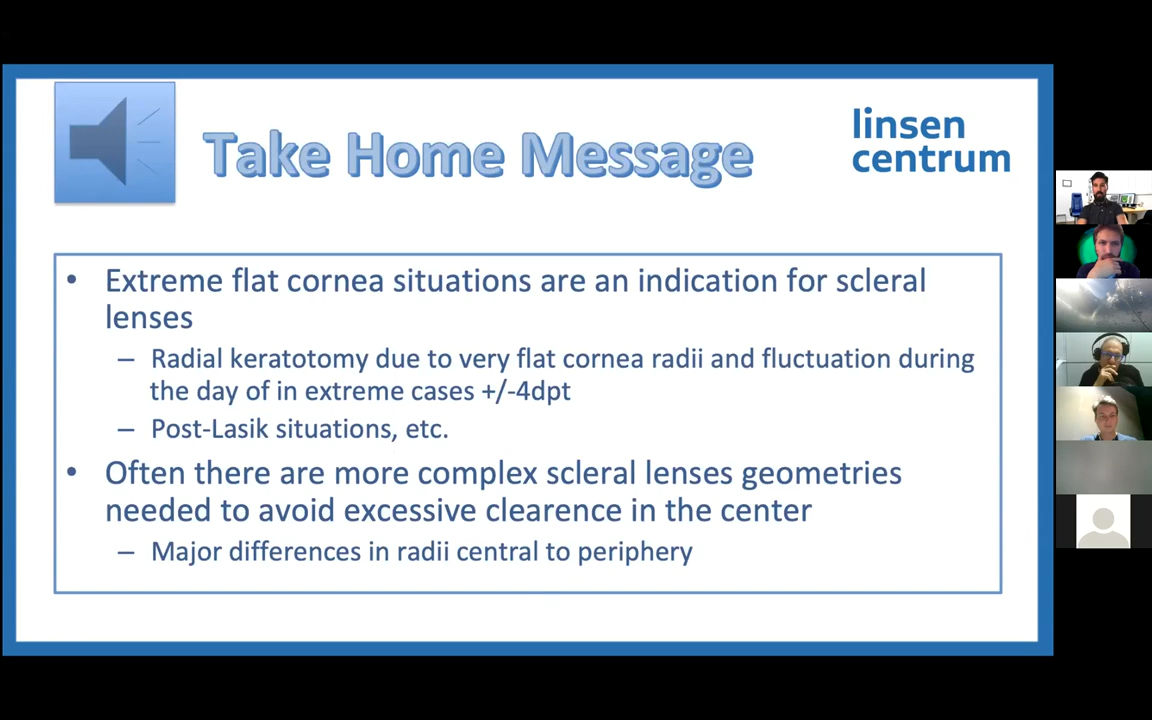 Take Home Message
linsen
centrum
• Extreme flat cornea situations are an indication for scleral
lenses
– Radial keratotomy due to very flat cornea radii and fluctuation during
the day of in extreme cases +/-4dpt
– Post-Lasik situations, etc.
• Often there are more complex scleral lenses geometries
needed to avoid excessive clearence in the center
– Major differences in radii central to periphery